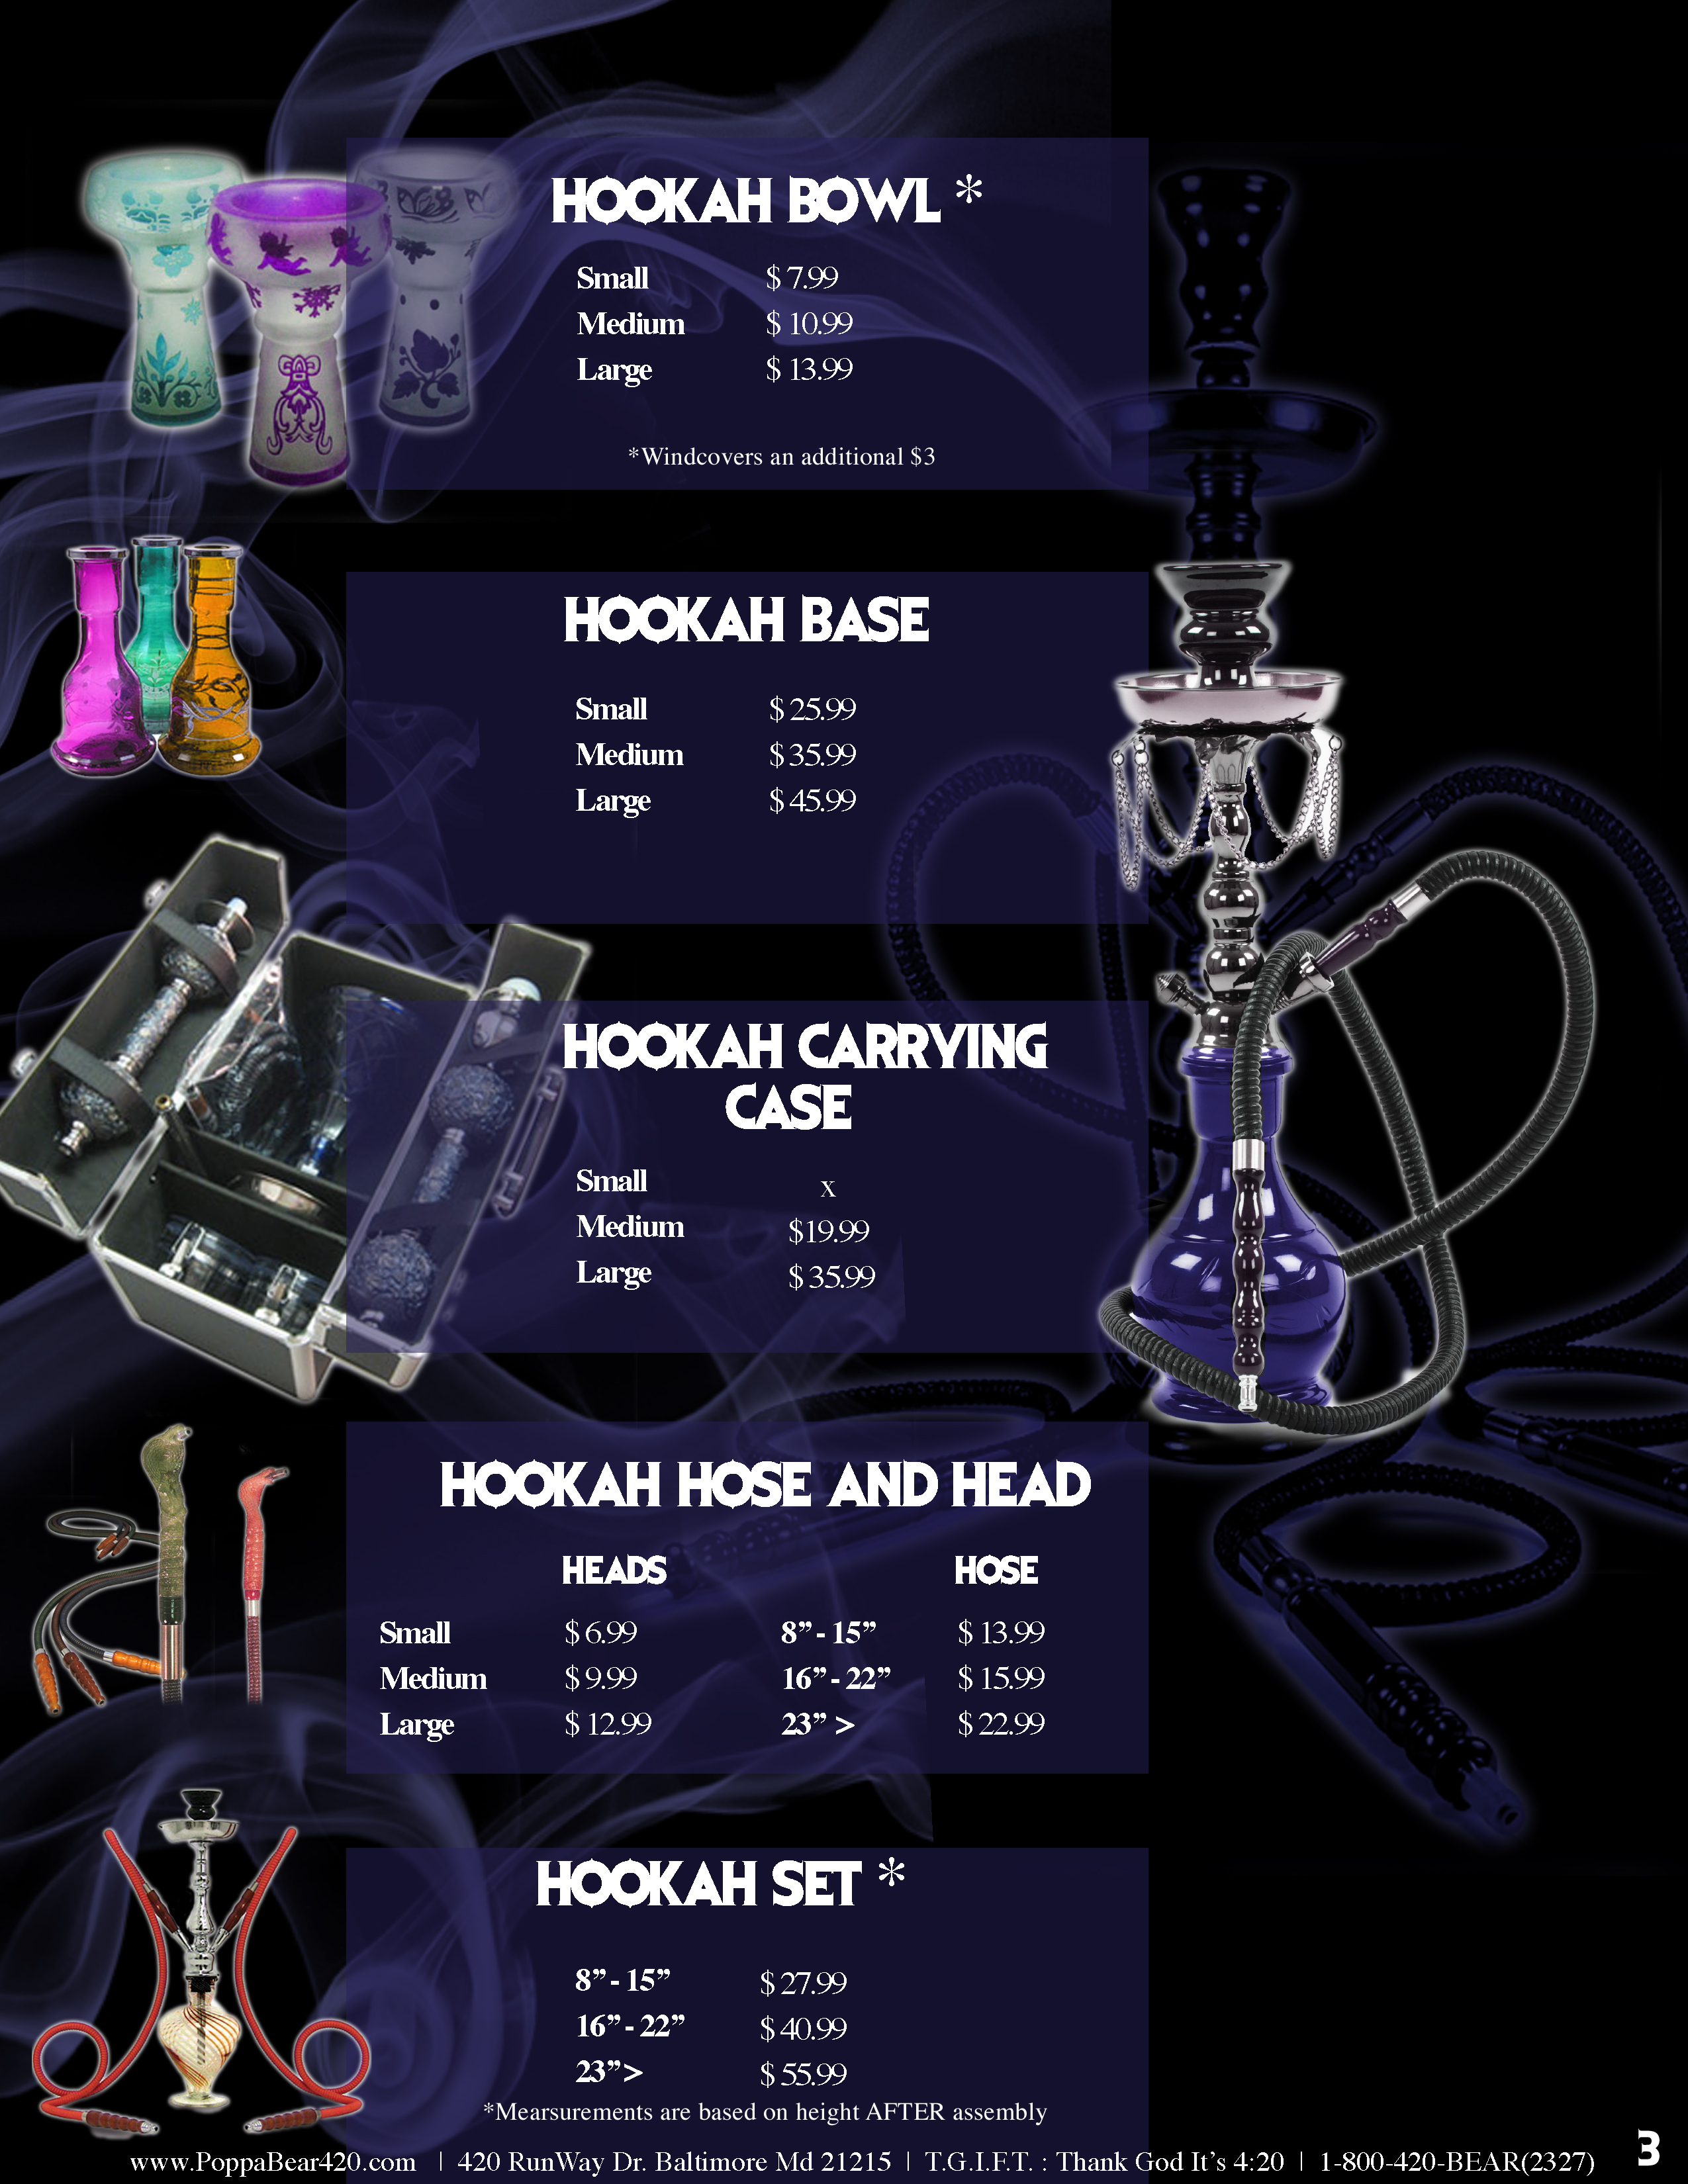 HOOKAH BOWL *
Small $ 7.99
Medium $ 10.99
Large $ 13.99
*Windcovers an additional $3
HOOKAH BASE
Small $ 25.99
Medium $ 35.99
Large $ 45.99
HOOKAH CARRYING
CASE
Small x
Medium $19.99
Large $ 35.99
HOOKAH HOSE AND HEAD
HEADS HOSE
Small $ 6.99 8” - 15” $ 13.99
Medium $ 9.99 16” - 22” $ 15.99
Large $ 12.99 23” > $ 22.99
HOOKAH SET *
8” - 15” $ 27.99
16” - 22” $ 40.99
23” > $ 55.99
*Mearsurements are based on height AFTER assembly
www.PoppaBear420.com | 420 RunWay Dr. Baltimore Md 21215 | T.G.I.F.T. : Thank God It’s 4:20 | 1-800-420-BEAR(2327) 3